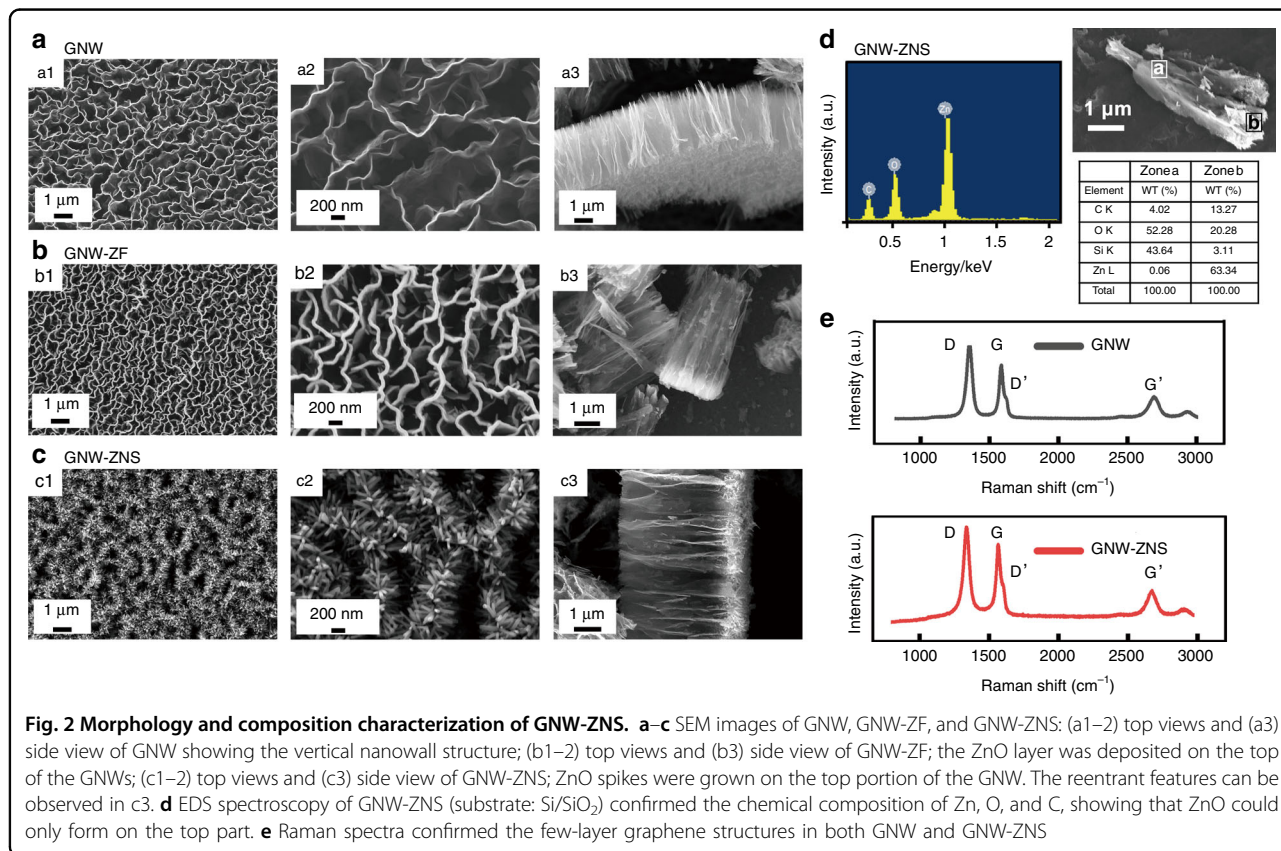 a GNW
a1
1 μm
a2
200 nm
a3
1 μm
b GNW-ZF
b1
1 μm
b2
200 nm
b3
1 μm
c GNW-ZNS
c1
1 μm
c2
200 nm
c3
1 μm
d GNW-ZNS
Intensity (a.u.)
C
O
Zn
0.5 1 1.5 2
Energy/keV
a
b
1 μm
Zone a Zone b
Element WT (%) WT (%)
C K 4.02 13.27
O K 52.28 20.28
Si K 43.64 3.11
Zn L 0.06 63.34
Total 100.00 100.00
e
Intensity (a.u.)
D G D’ G’
GNW
1000 1500 2000 2500 3000
Raman shift (cm⁻¹)
Intensity (a.u.)
D G D’ G’
GNW-ZNS
1000 1500 2000 2500 3000
Raman shift (cm⁻¹)
Fig. 2 Morphology and composition characterization of GNW-ZNS. a–c SEM images of GNW, GNW-ZF, and GNW-ZNS: (a1–2) top views and (a3)
side view of GNW showing the vertical nanowall structure; (b1–2) top views and (b3) side view of GNW-ZF; the ZnO layer was deposited on the top
of the GNWs; (c1–2) top views and (c3) side view of GNW-ZNS; ZnO spikes were grown on the top portion of the GNW. The reentrant features can be
observed in c3. d EDS spectroscopy of GNW-ZNS (substrate: Si/SiO₂) confirmed the chemical composition of Zn, O, and C, showing that ZnO could
only form on the top part. e Raman spectra confirmed the few-layer graphene structures in both GNW and GNW-ZNS